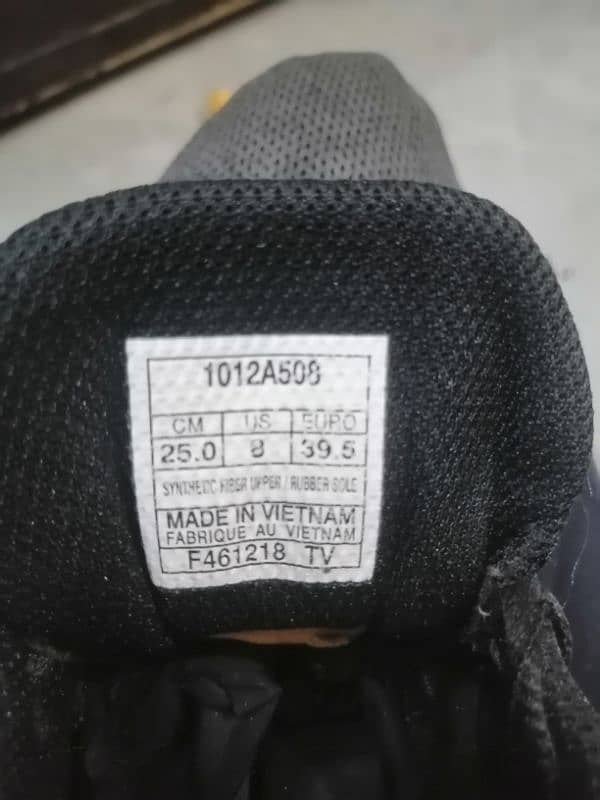 1012A508
CM US EURO
25.0 8 39.5
SYNTHETIC FIBER UPPER / RUBBER SOLE
MADE IN VIETNAM
FABRIQUE AU VIETNAM
F461218 TV